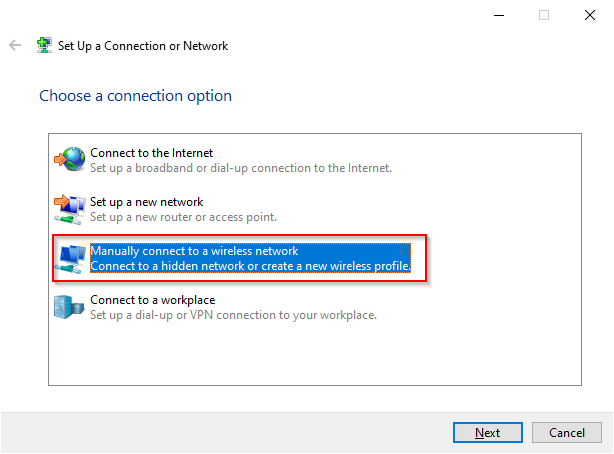 Set Up a Connection or Network
Choose a connection option
Connect to the Internet
Set up a broadband or dial-up connection to the Internet.
Set up a new network
Set up a new router or access point.
Manually connect to a wireless network
Connect to a hidden network or create a new wireless profile.
Connect to a workplace
Set up a dial-up or VPN connection to your workplace.
Next
Cancel